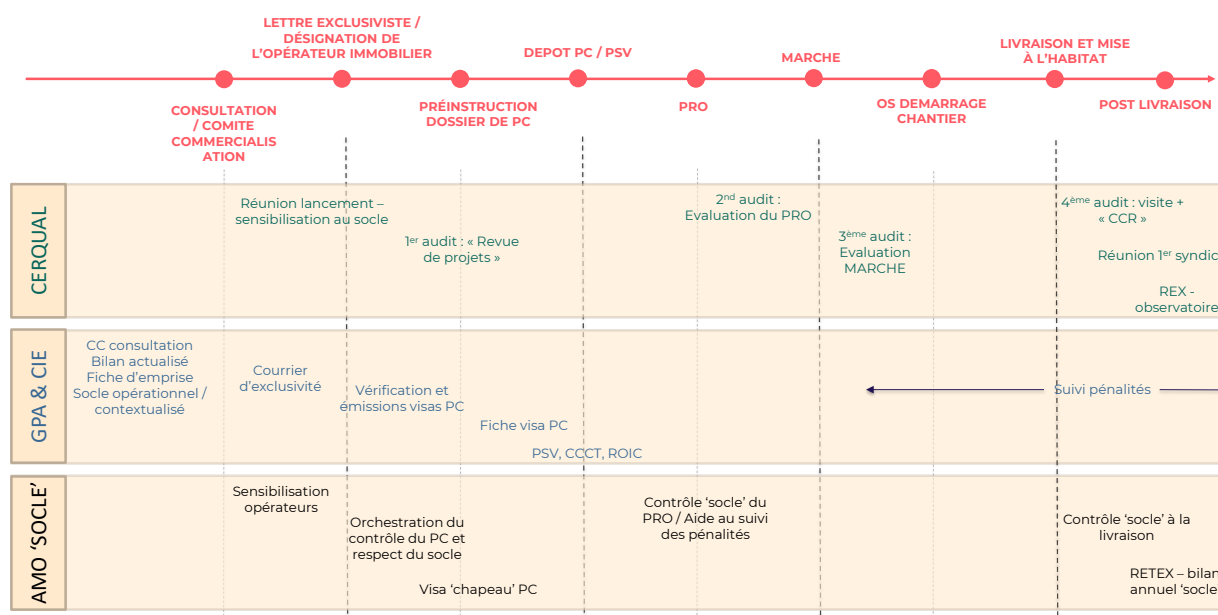 LETTRE EXCLUSIVISTE /
DÉSIGNATION DE
L'OPÉRATEUR IMMOBILIER
DEPOT PC / PSV
MARCHE
LIVRAISON ET MISE
À L'HABITAT
CONSULTATION
/ COMITE
COMMERCIALIS
ATION
PRÉINSTRUCTION
DOSSIER DE PC
PRO
OS DEMARRAGE
CHANTIER
POST LIVRAISON
CERQUAL
Réunion lancement –
sensibilisation au socle
1er audit : « Revue
de projets »
2nd audit :
Evaluation du PRO
3ème audit :
Evaluation
MARCHE
4ème audit : visite +
« CCR »
Réunion 1er syndic
REX -
observatoire
GPA & CIE
CC consultation
Bilan actualisé
Fiche d'emprise
Socle opérationnel /
contextualisé
Courrier
d'exclusivité
Vérification et
émissions visas PC
Fiche visa PC
PSV, CCCT, ROIC
Suivi pénalités
AMO 'SOCLE'
Sensibilisation
opérateurs
Orchestration du
contrôle du PC et
respect du socle
Visa 'chapeau' PC
Contrôle 'socle' du
PRO / Aide au suivi
des pénalités
Contrôle 'socle' à la
livraison
RETEX – bilan
annuel 'socle